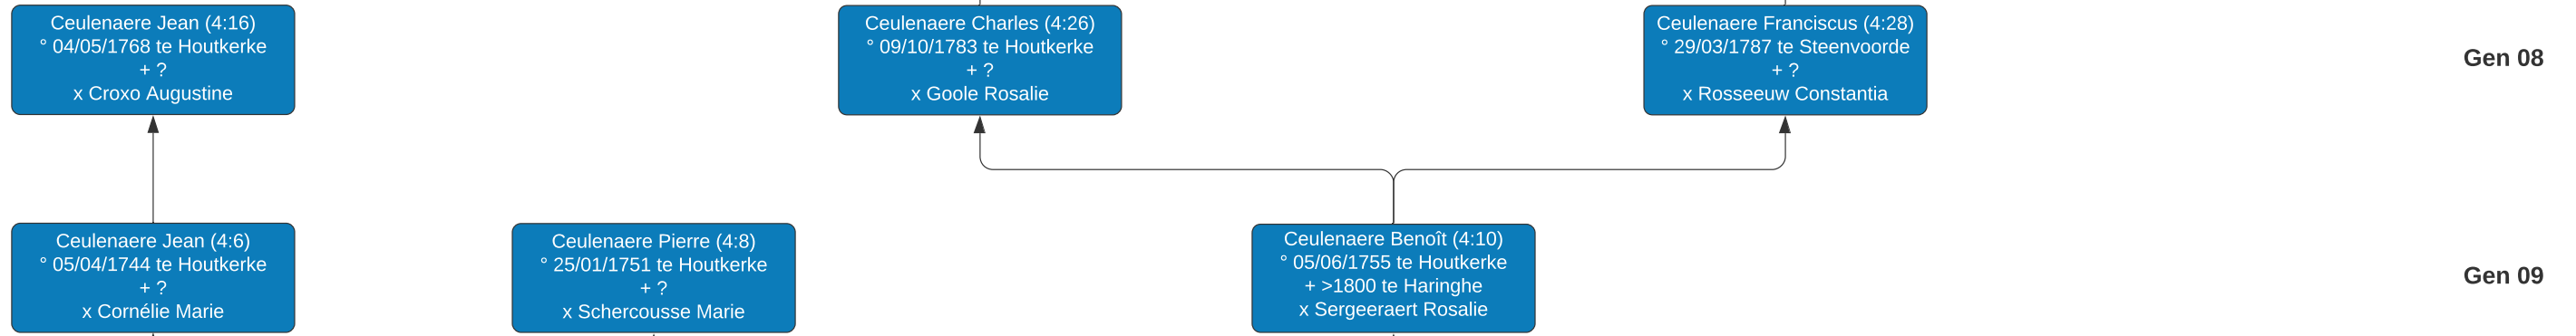 Ceulenaere Jean (4:16)
° 04/05/1768 te Houtkerke
+ ?
x Croxo Augustine
Ceulenaere Charles (4:26)
° 09/10/1783 te Houtkerke
+ ?
x Goole Rosalie
Ceulenaere Franciscus (4:28)
° 29/03/1787 te Steenvoorde
+ ?
x Rosseeuw Constantia
Gen 08
Ceulenaere Jean (4:6)
° 05/04/1744 te Houtkerke
+ ?
x Cornélie Marie
Ceulenaere Pierre (4:8)
° 25/01/1751 te Houtkerke
+ ?
x Schercousse Marie
Ceulenaere Benoît (4:10)
° 05/06/1755 te Houtkerke
+ >1800 te Haringhe
x Sergeeraert Rosalie
Gen 09